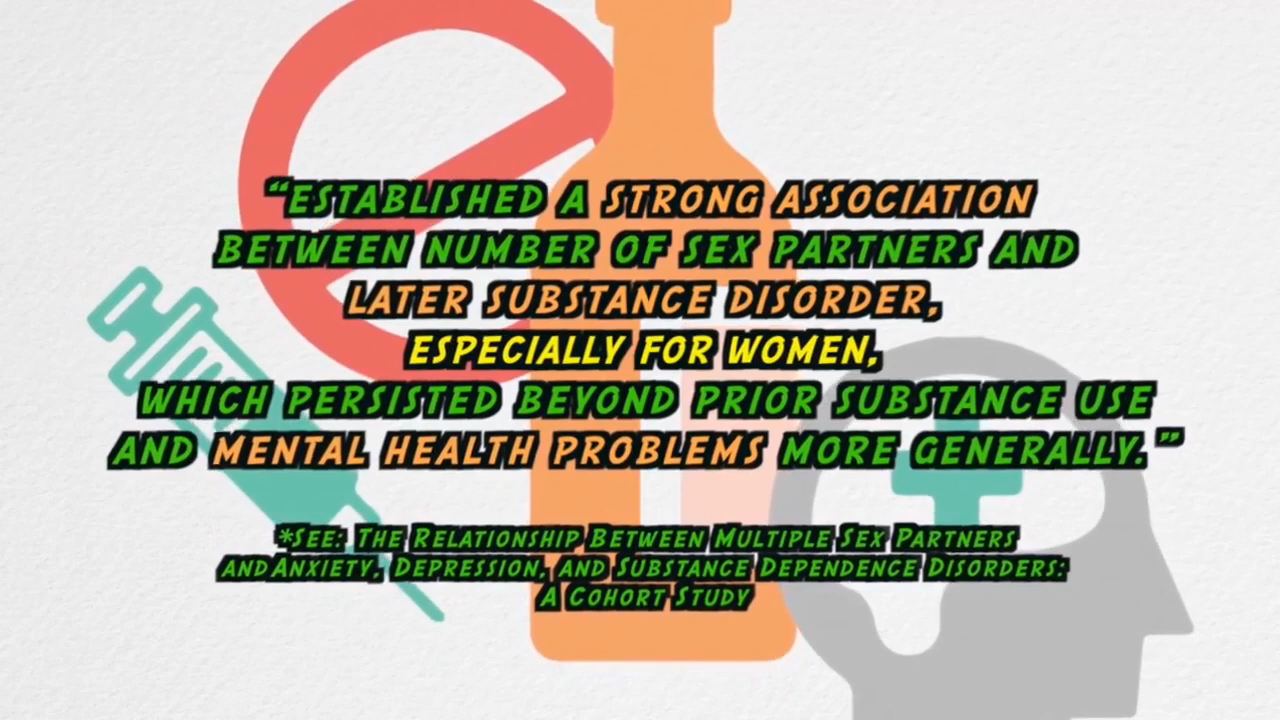 “ESTABLISHED A STRONG ASSOCIATION
BETWEEN NUMBER OF SEX PARTNERS AND
LATER SUBSTANCE DISORDER,
ESPECIALLY FOR WOMEN,
WHICH PERSISTED BEYOND PRIOR SUBSTANCE USE
AND MENTAL HEALTH PROBLEMS MORE GENERALLY.”
*SEE: THE RELATIONSHIP BETWEEN MULTIPLE SEX PARTNERS
AND ANXIETY, DEPRESSION, AND SUBSTANCE DEPENDENCE DISORDERS:
A COHORT STUDY